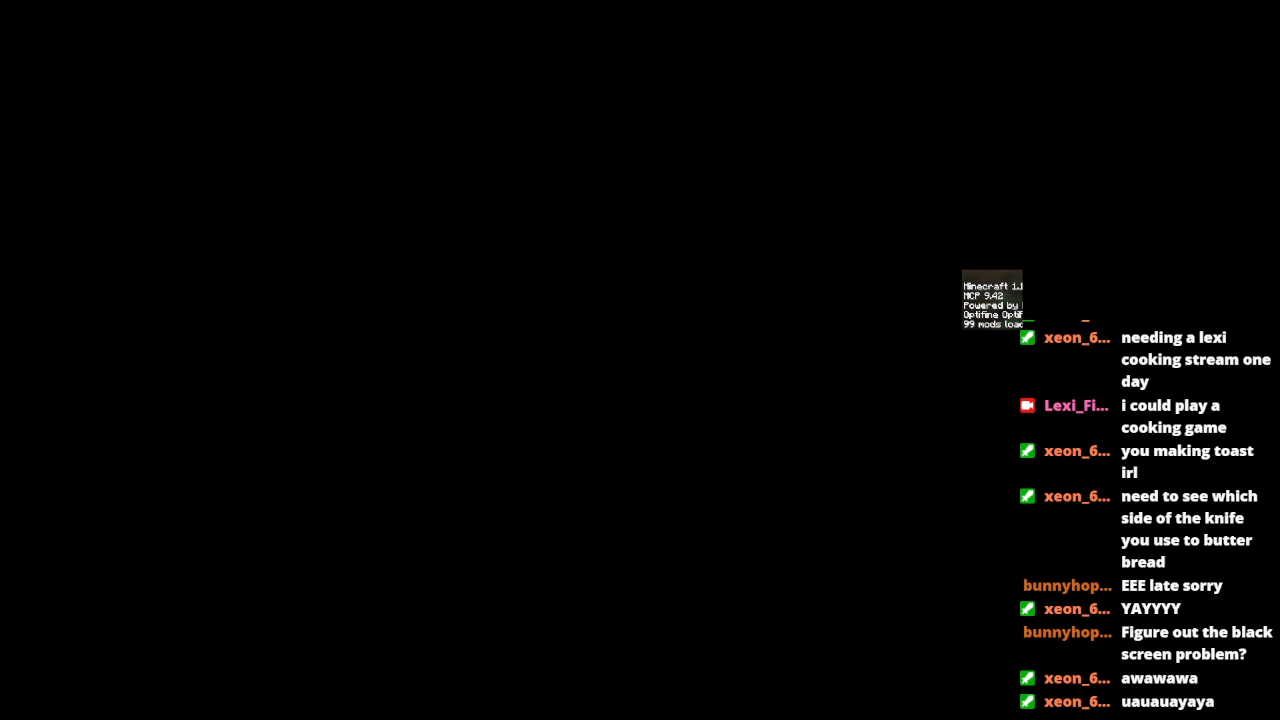 Minecraft 1.
MCP 9.42
Powered by
Optifine Optif
99 mods load
xeon_6... needing a lexi
cooking stream one
day
Lexi_Fi... i could play a
cooking game
xeon_6... you making toast
irl
xeon_6... need to see which
side of the knife
you use to butter
bread
bunnyhop... EEE late sorry
xeon_6... YAYYYY
bunnyhop... Figure out the black
screen problem?
xeon_6... awawawa
xeon_6... uauauayaya